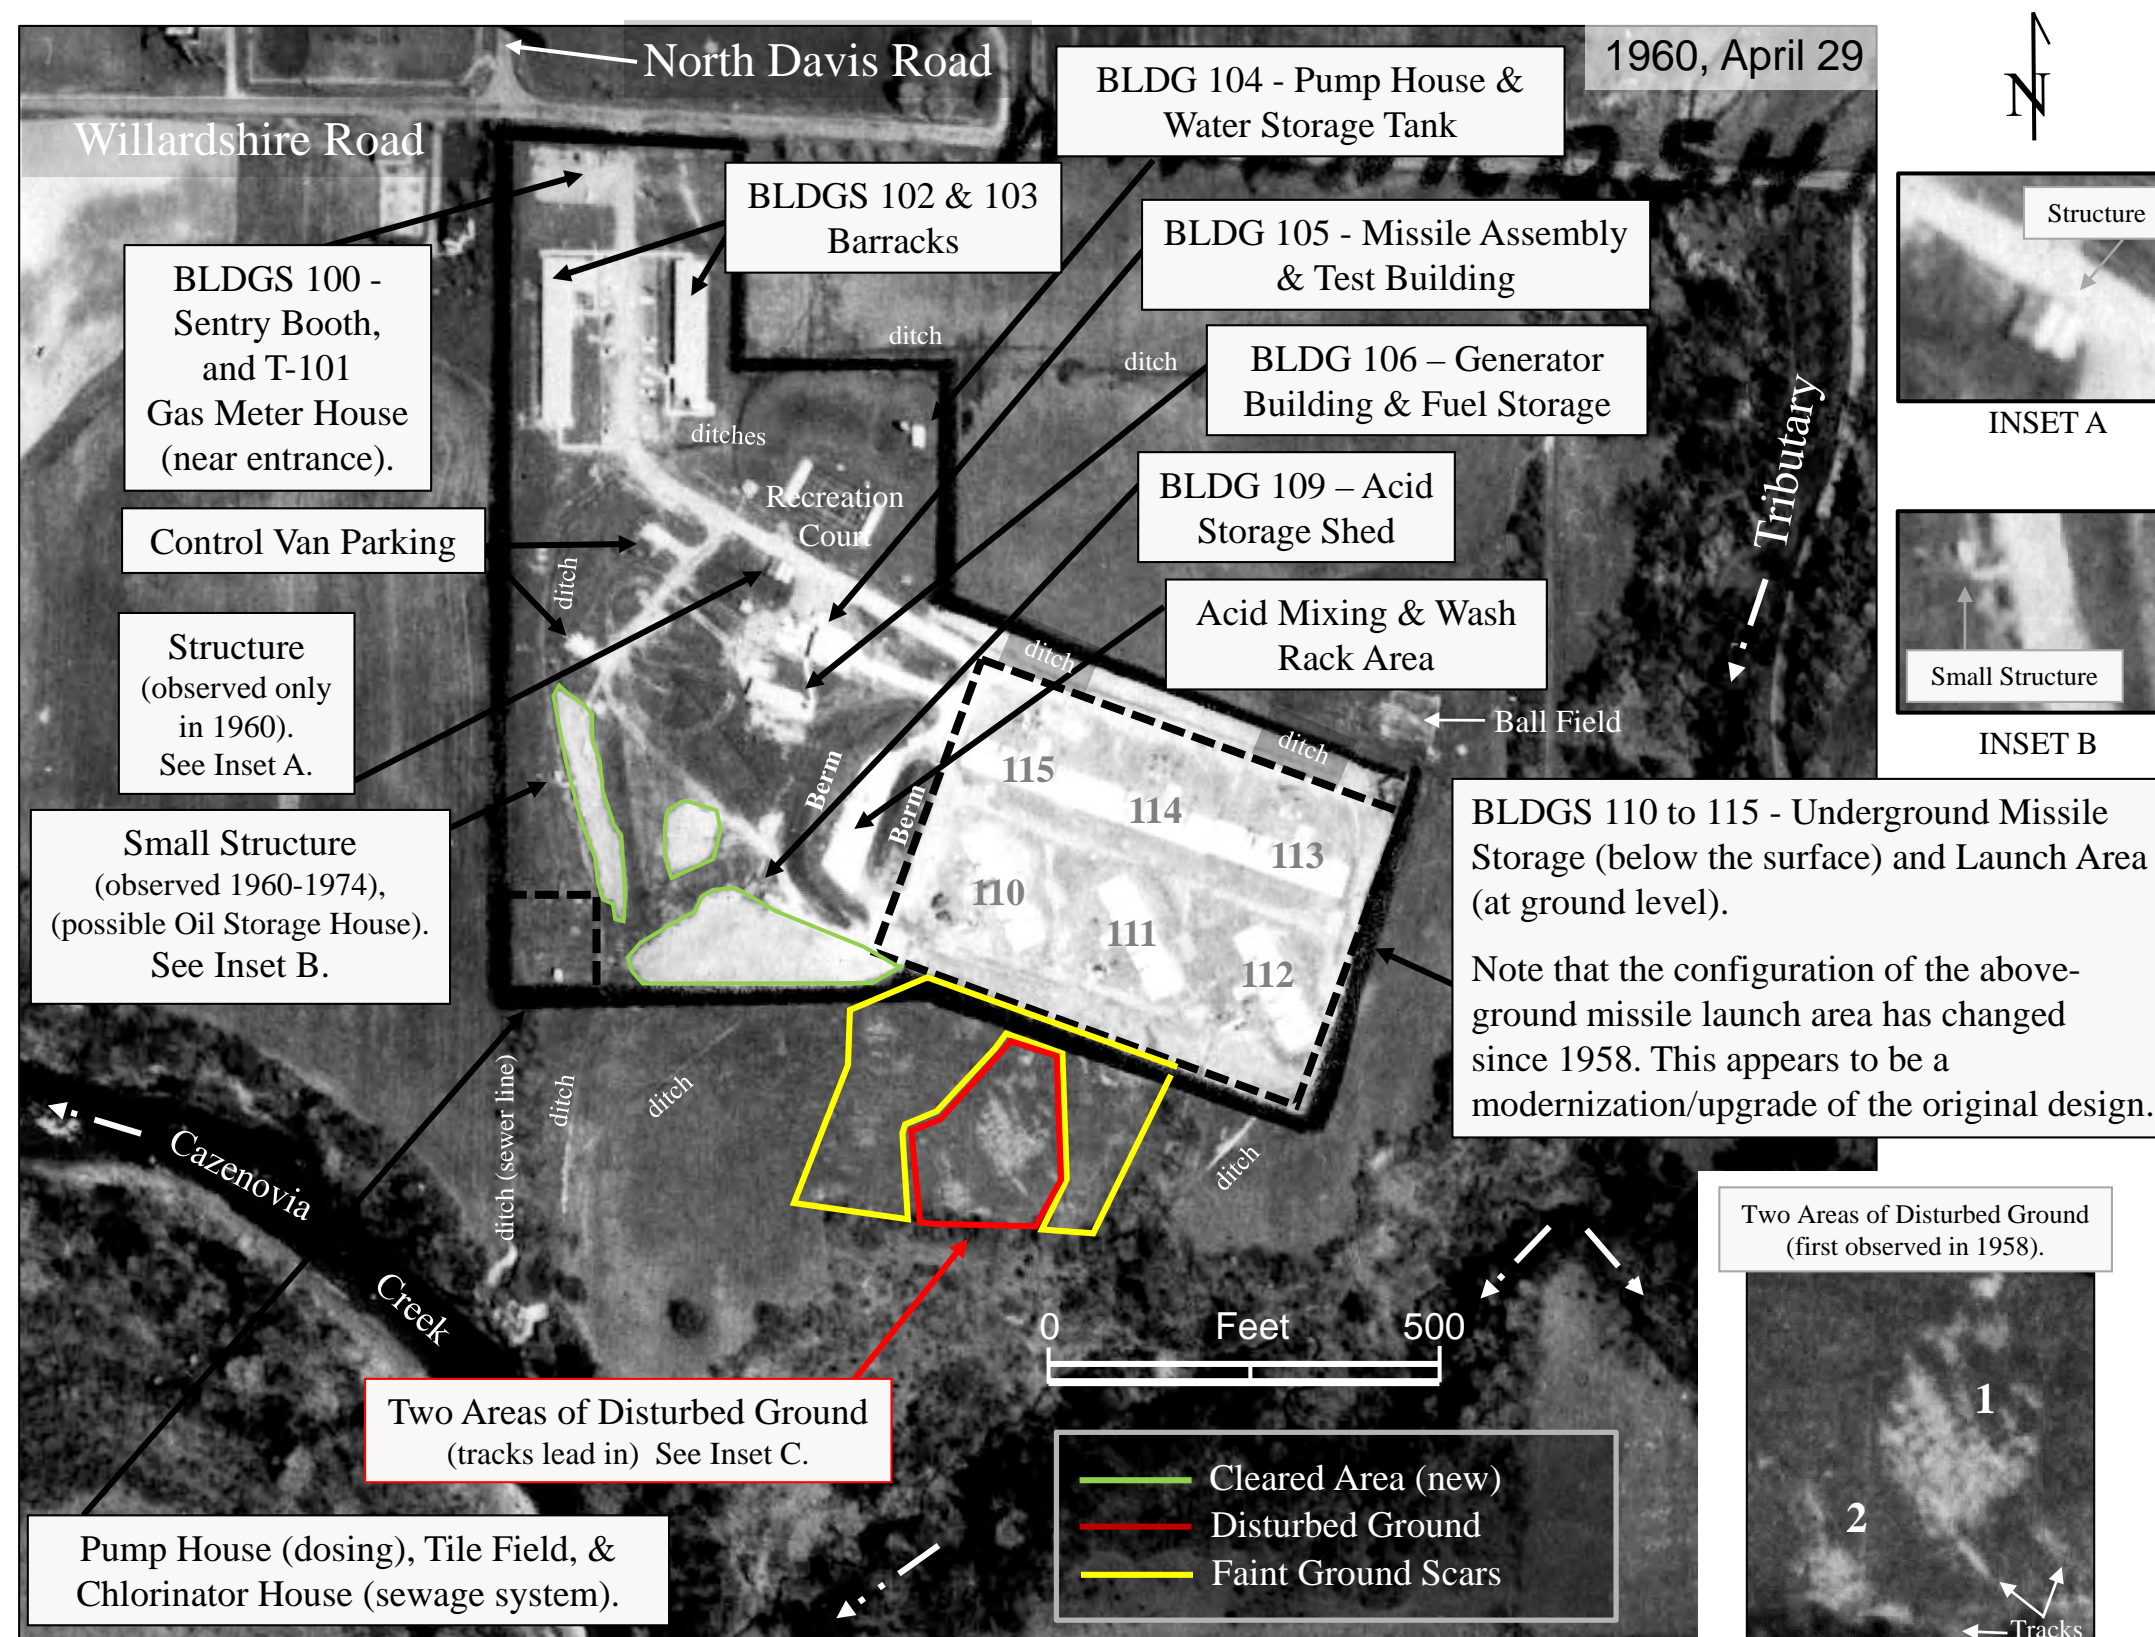 1960, April 29
N
North Davis Road
Willardshire Road
BLDG 104 - Pump House &
Water Storage Tank
BLDGS 102 & 103
Barracks
BLDG 105 - Missile Assembly
& Test Building
BLDGS 100 -
Sentry Booth,
and T-101
Gas Meter House
(near entrance).
BLDG 106 – Generator
Building & Fuel Storage
ditch
ditch
ditches
Recreation
Court
BLDG 109 – Acid
Storage Shed
Control Van Parking
ditch
Acid Mixing & Wash
Rack Area
Structure
(observed only
in 1960).
See Inset A.
Tributary
ditch
ditch
Ball Field
Small Structure
(observed 1960-1974),
(possible Oil Storage House).
See Inset B.
Berm
Berm
115
114
113
110
111
112
BLDGS 110 to 115 - Underground Missile
Storage (below the surface) and Launch Area
(at ground level).
Note that the configuration of the above-
ground missile launch area has changed
since 1958. This appears to be a
modernization/upgrade of the original design.
Structure
INSET A
Small Structure
INSET B
ditch (sewer line)
ditch
ditch
ditch
Cazenovia
Creek
0 Feet 500
Two Areas of Disturbed Ground
(tracks lead in) See Inset C.
Cleared Area (new)
Disturbed Ground
Faint Ground Scars
Pump House (dosing), Tile Field, &
Chlorinator House (sewage system).
Two Areas of Disturbed Ground
(first observed in 1958).
1
2
Tracks